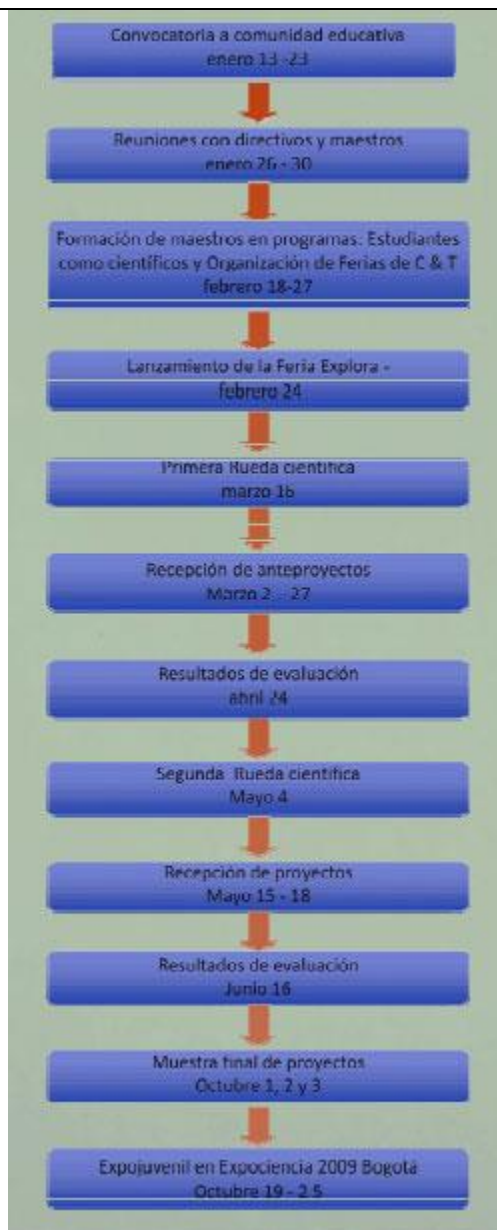 Convocatoria a comunidad educativa
enero 13 -23
Reuniones con directivos y maestros
enero 26 - 30
Formación de maestros en programas: Estudiantes
como científicos y Organización de Ferias de C & T
febrero 18-27
Lanzamiento de la Feria Explora -
febrero 24
Primera Rueda científica
marzo 16
Recepción de anteproyectos
Marzo 2 - 27
Resultados de evaluación
abril 24
Segunda Rueda científica
Mayo 4
Recepción de proyectos
Mayo 15 - 18
Resultados de evaluación
Junio 16
Muestra final de proyectos
Octubre 1, 2 y 3
Expojuvenil en Expociencia 2009 Bogotá
Octubre 19 - 25